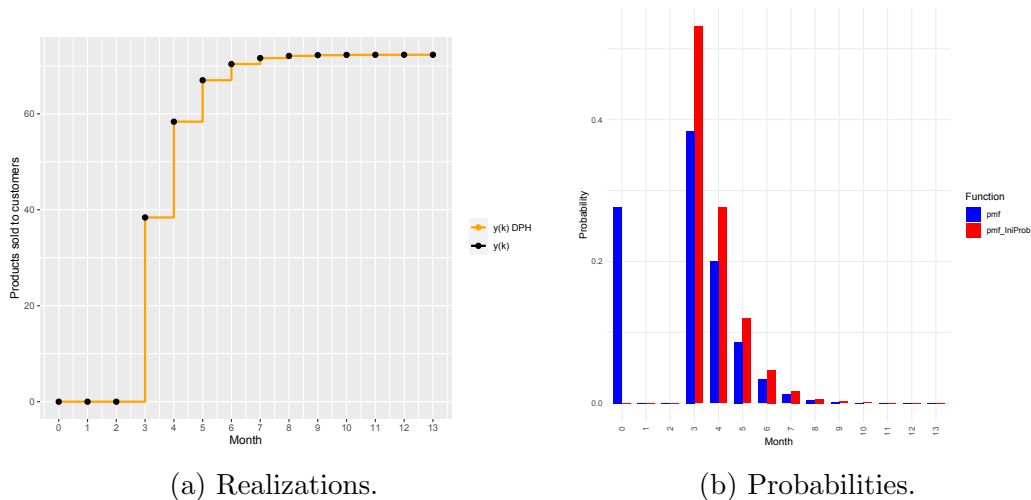 Products sold to customers
60
40
20
0
0 1 2 3 4 5 6 7 8 9 10 11 12 13
Month
y(k) DPH
y(k)
(a) Realizations.
Probability
0.4
0.2
0.0
0 1 2 3 4 5 6 7 8 9 10 11 12 13
Month
Function
pmf
pmf_IniProb
(b) Probabilities.